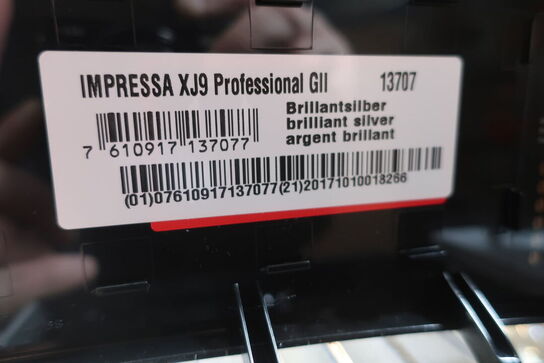 IMPRESSA XJ9 Professional GII 13707
Brillantsilber
brilliant silver
argent brillant
7 610917 137077
(01)07610917137077(21)20171010018266